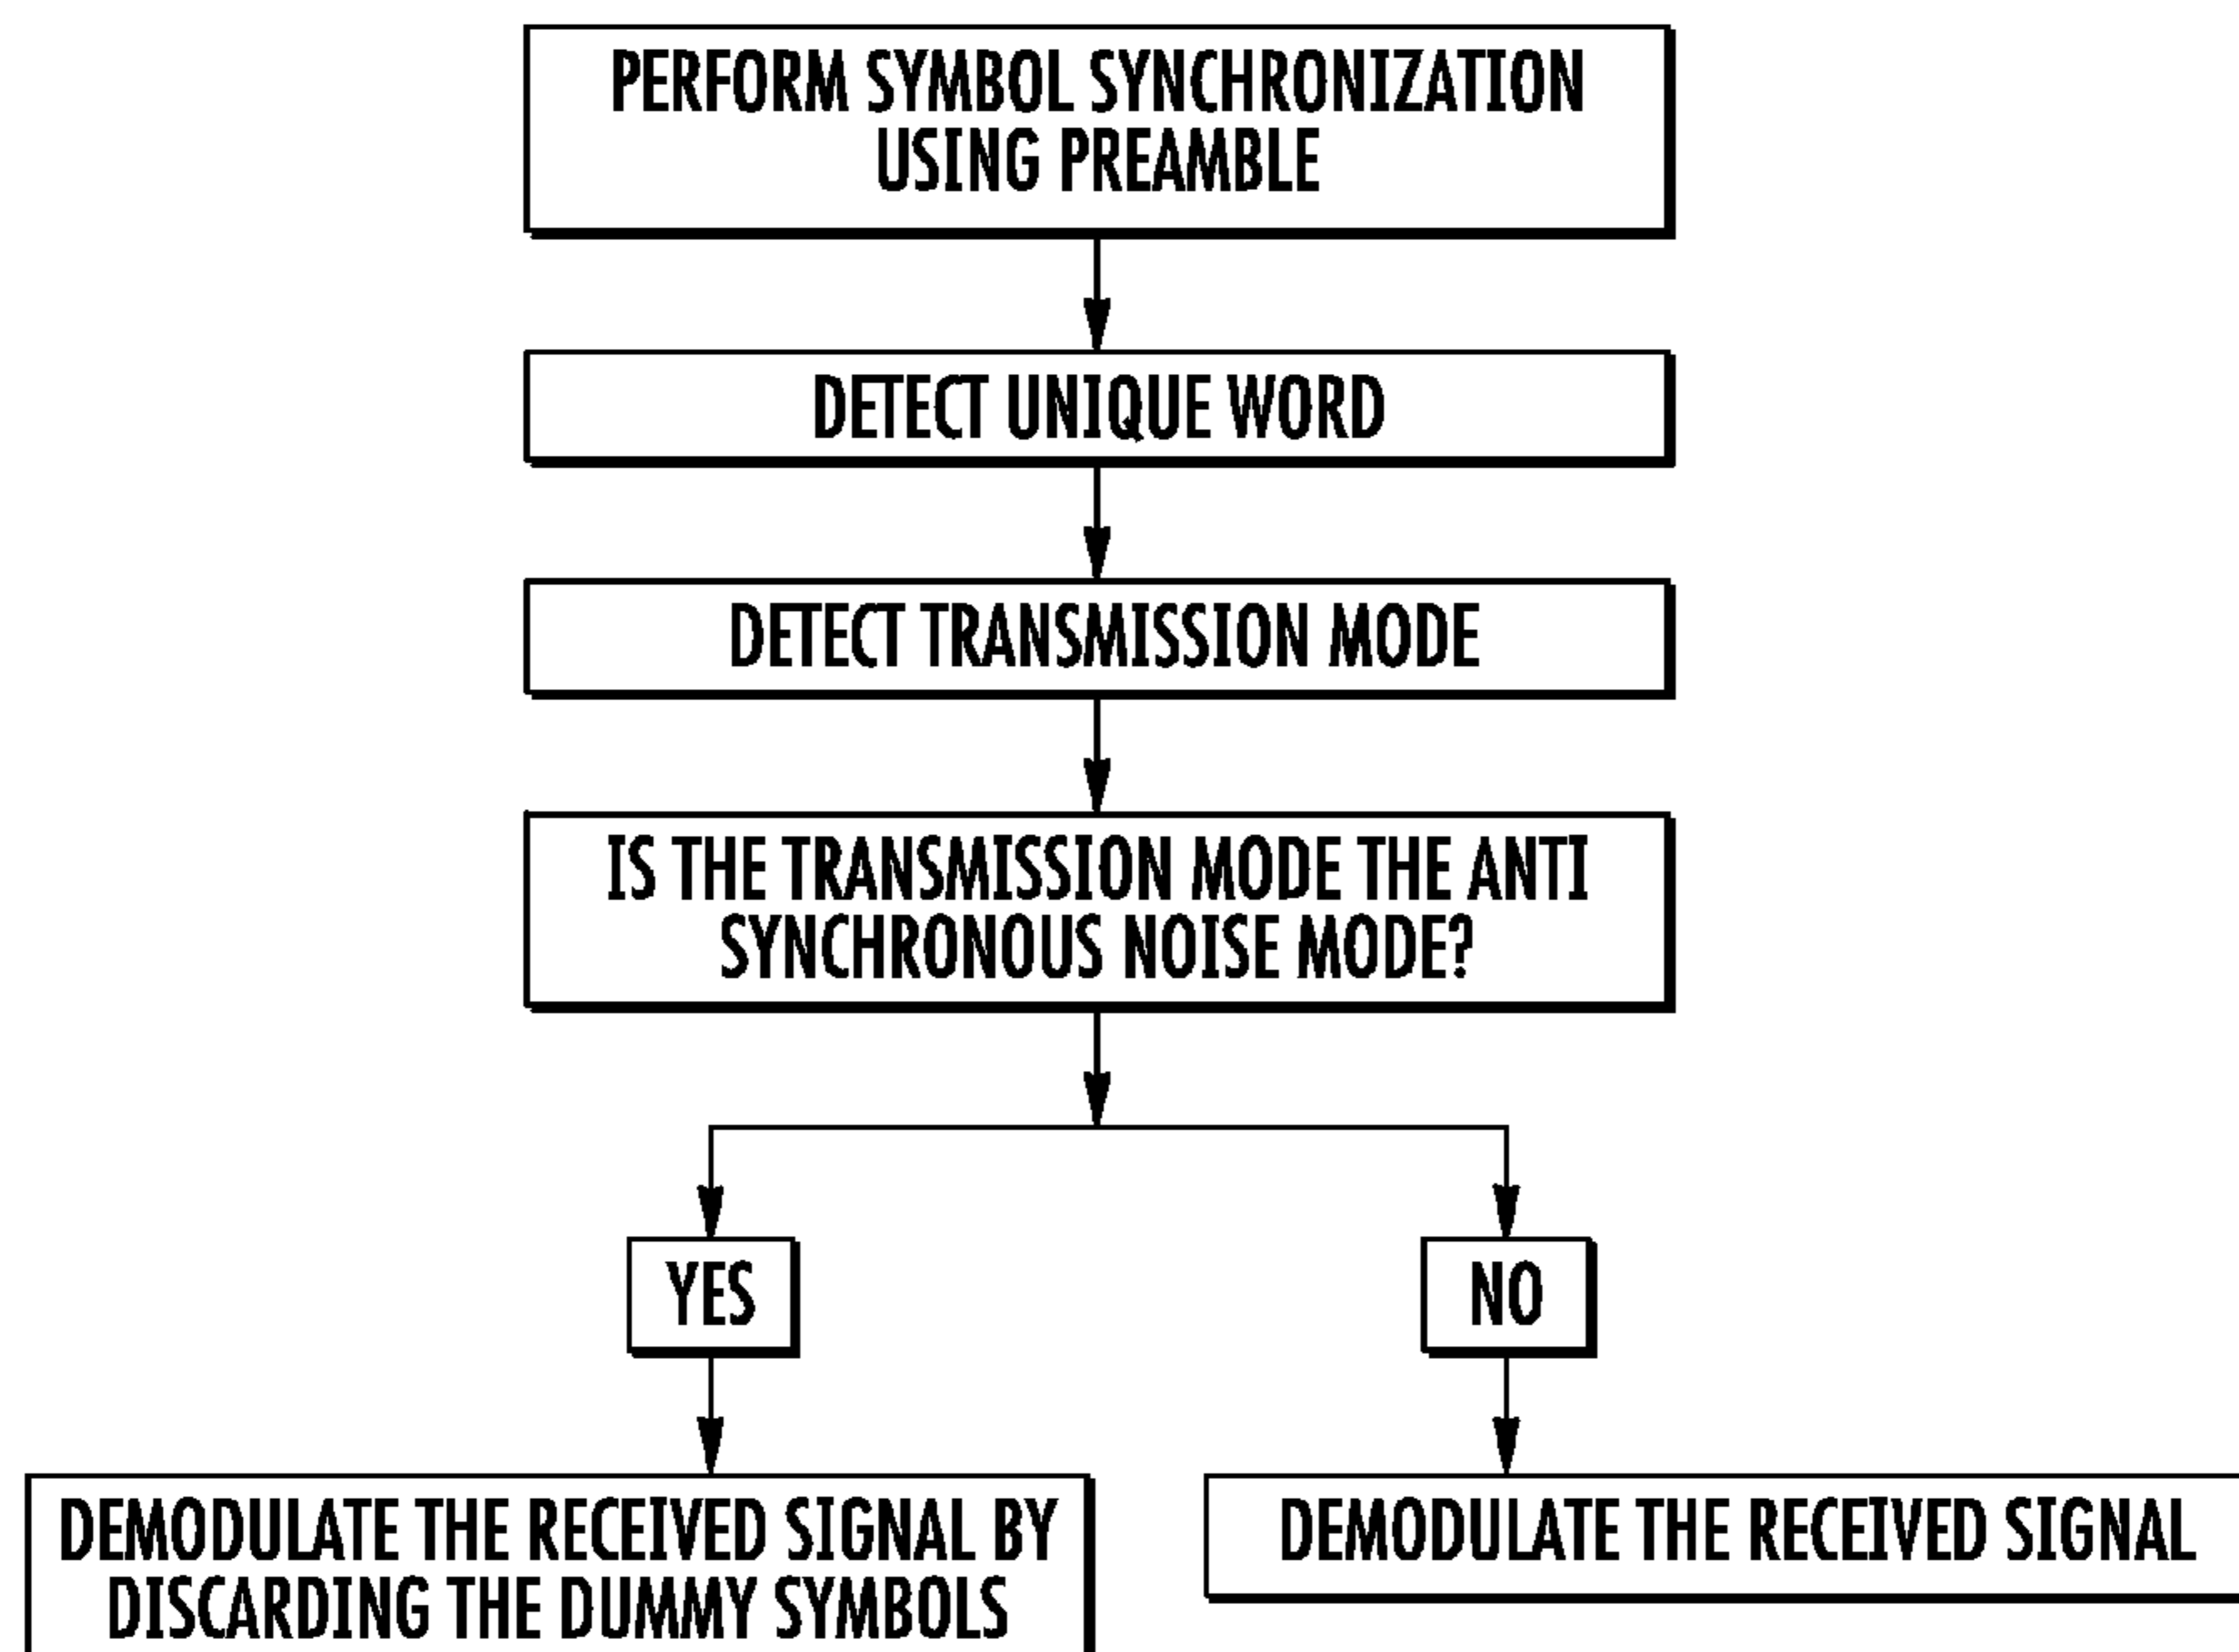 PERFORM SYMBOL SYNCHRONIZATION
USING PREAMBLE
DETECT UNIQUE WORD
DETECT TRANSMISSION MODE
IS THE TRANSMISSION MODE THE ANTI
SYNCHRONOUS NOISE MODE?
YES
NO
DEMODULATE THE RECEIVED SIGNAL BY
DISCARDING THE DUMMY SYMBOLS
DEMODULATE THE RECEIVED SIGNAL